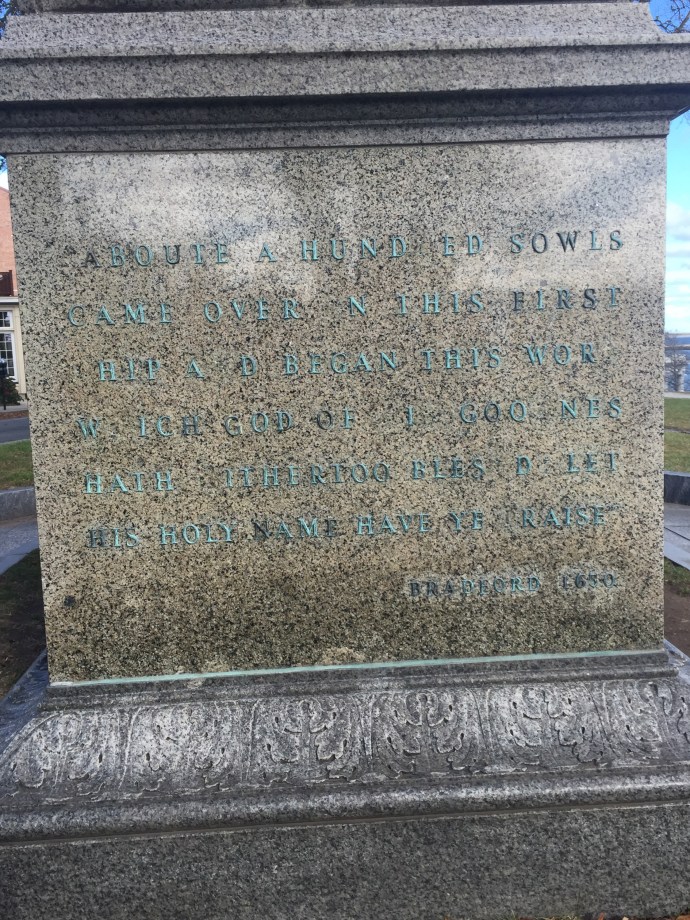 "ABOUTE A HUND ED SOWLS
CAME OVER N THIS FIRST
HIP A D BEGAN THIS WOR
W ICH GOD OF I GOO NES
HATH ITHERTOO BLES D· LET
HIS HOLY NAME HAVE YE RAISE"
BRADFORD 1650.